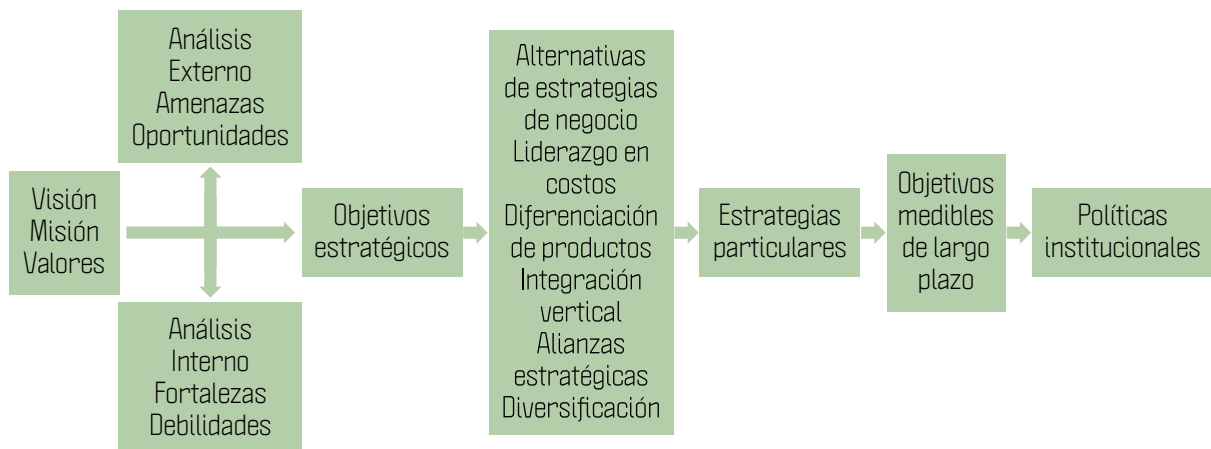 Visión
Misión
Valores
Análisis
Externo
Amenazas
Oportunidades
Análisis
Interno
Fortalezas
Debilidades
Objetivos
estratégicos
Alternativas
de estrategias
de negocio
Liderazgo en
costos
Diferenciación
de productos
Integración
vertical
Alianzas
estratégicas
Diversificación
Estrategias
particulares
Objetivos
medibles
de largo
plazo
Políticas
institucionales